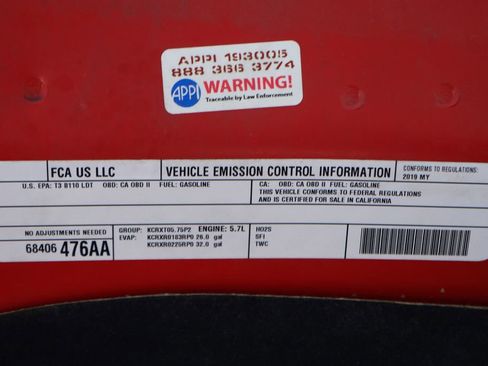 APPI 193005
888 366 3774
APPI WARNING!
Traceable by Law Enforcement
FCA US LLC
VEHICLE EMISSION CONTROL INFORMATION
CONFORMS TO REGULATIONS:
2019 MY
U.S. EPA: T3 B110 LDT OBD: CA OBD II FUEL: GASOLINE
CA: OBD: CA OBD II FUEL: GASOLINE
THIS VEHICLE CONFORMS TO FEDERAL REGULATIONS
AND IS CERTIFIED FOR SALE IN CALIFORNIA
NO ADJUSTMENTS NEEDED
68406 476AA
GROUP: KCRXT05.75P2 ENGINE: 5.7L
EVAP: KCRXR0183RP0 26.0 gal
KCRXR0225RP0 32.0 gal
HO2S
SFI
TWC